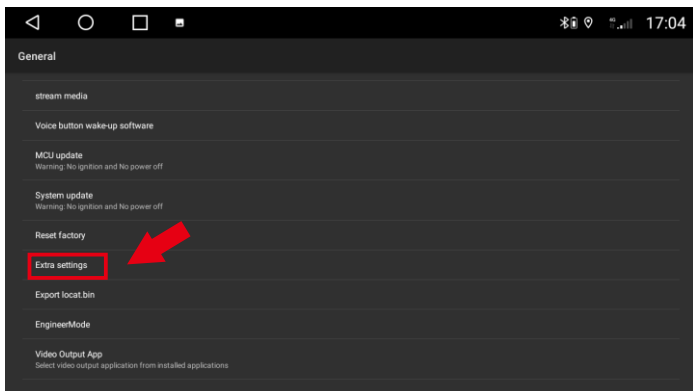 17:04
General
stream media
Voice button wake-up software
MCU update
Warning: No ignition and No power off
System update
Warning: No ignition and No power off
Reset factory
Extra settings
Export locat.bin
EngineerMode
Video Output App
Select video output application from installed applications